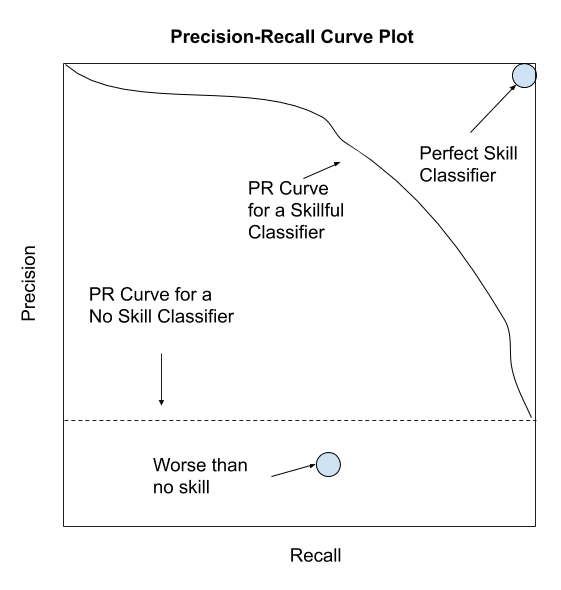 Precision-Recall Curve Plot
Perfect Skill
Classifier
PR Curve
for a Skillful
Classifier
PR Curve for a
No Skill Classifier
Precision
Worse than
no skill
Recall